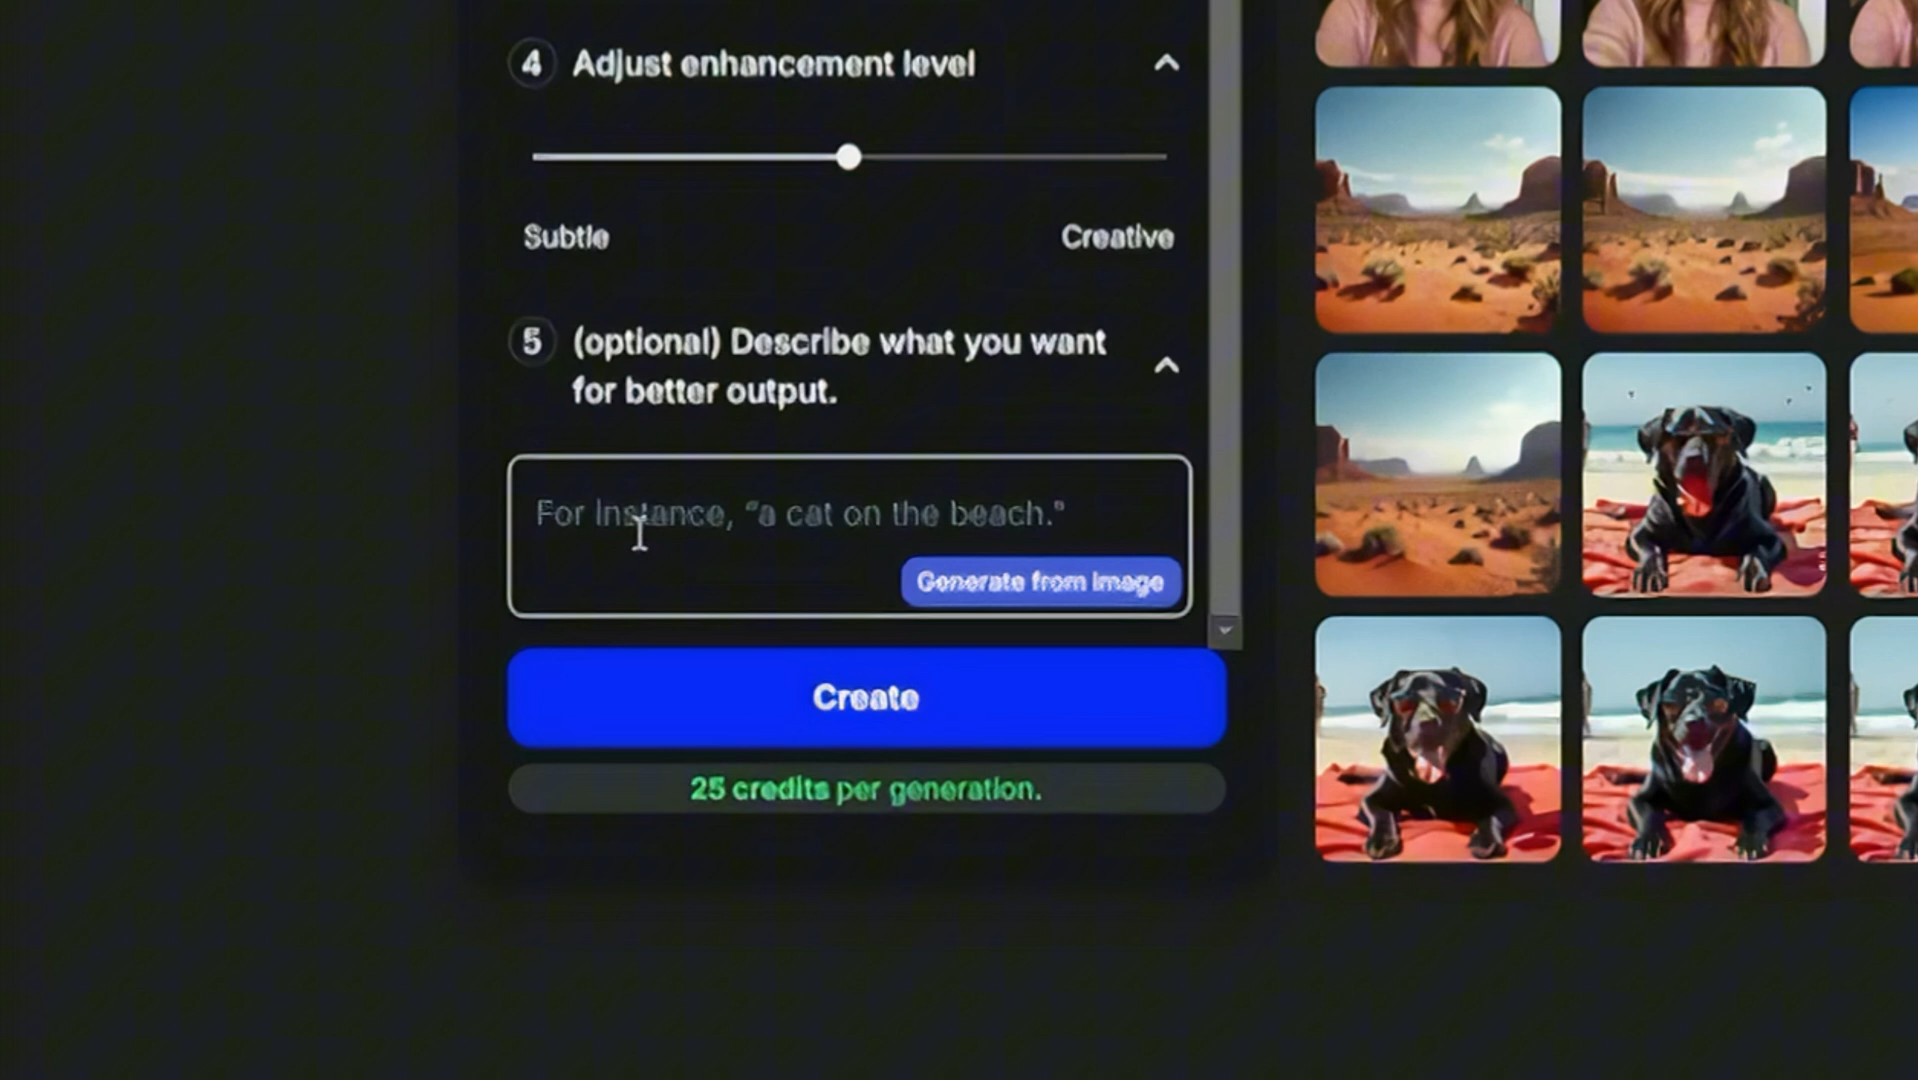 4 Adjust enhancement level
Subtle Creative
5 (optional) Describe what you want
for better output.
For instance, "a cat on the beach."
Generate from image
Create
25 credits per generation.